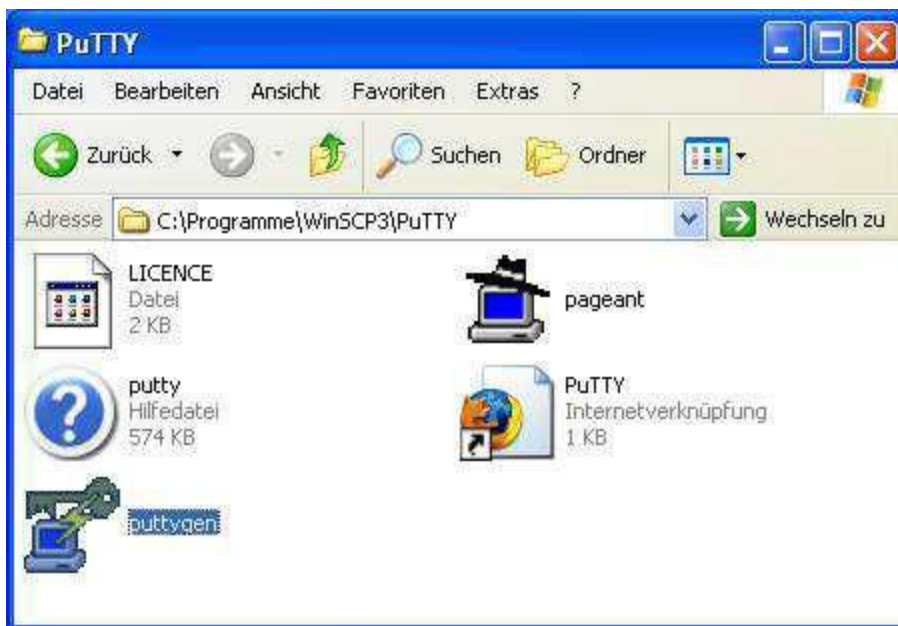 PuTTY
Datei Bearbeiten Ansicht Favoriten Extras ?
Zurück Suchen Ordner
Adresse C:\Programme\WinSCP3\PuTTY Wechseln zu
LICENCE
Datei
2 KB
pageant
putty
Hilfedatei
574 KB
PuTTY
Internetverknüpfung
1 KB
puttygen